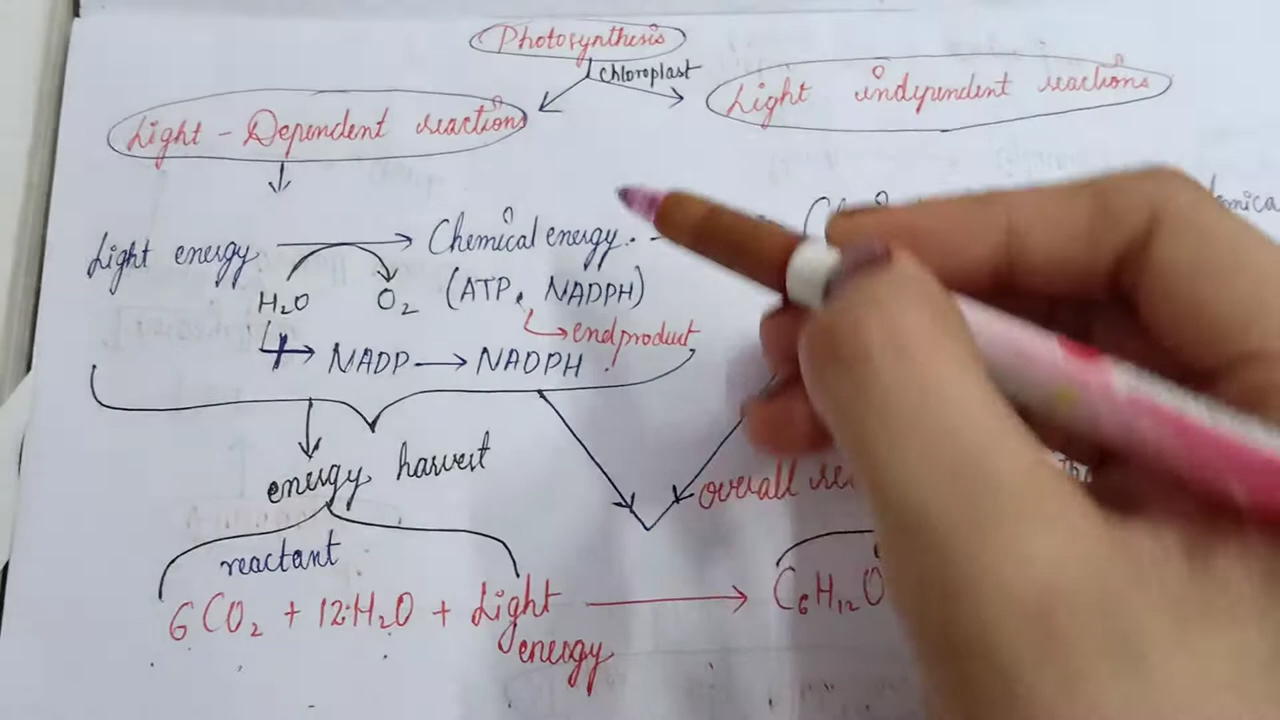 Photosynthesis
chloroplast
Light - Dependent reactions
Light independent reactions
Light energy
Chemical energy.
H₂O
O₂
(ATP, NADPH)
endproduct
NADP → NADPH
energy harvest
overall
reactant
6CO₂ + 12H₂O + Light energy → C₆H₁₂O